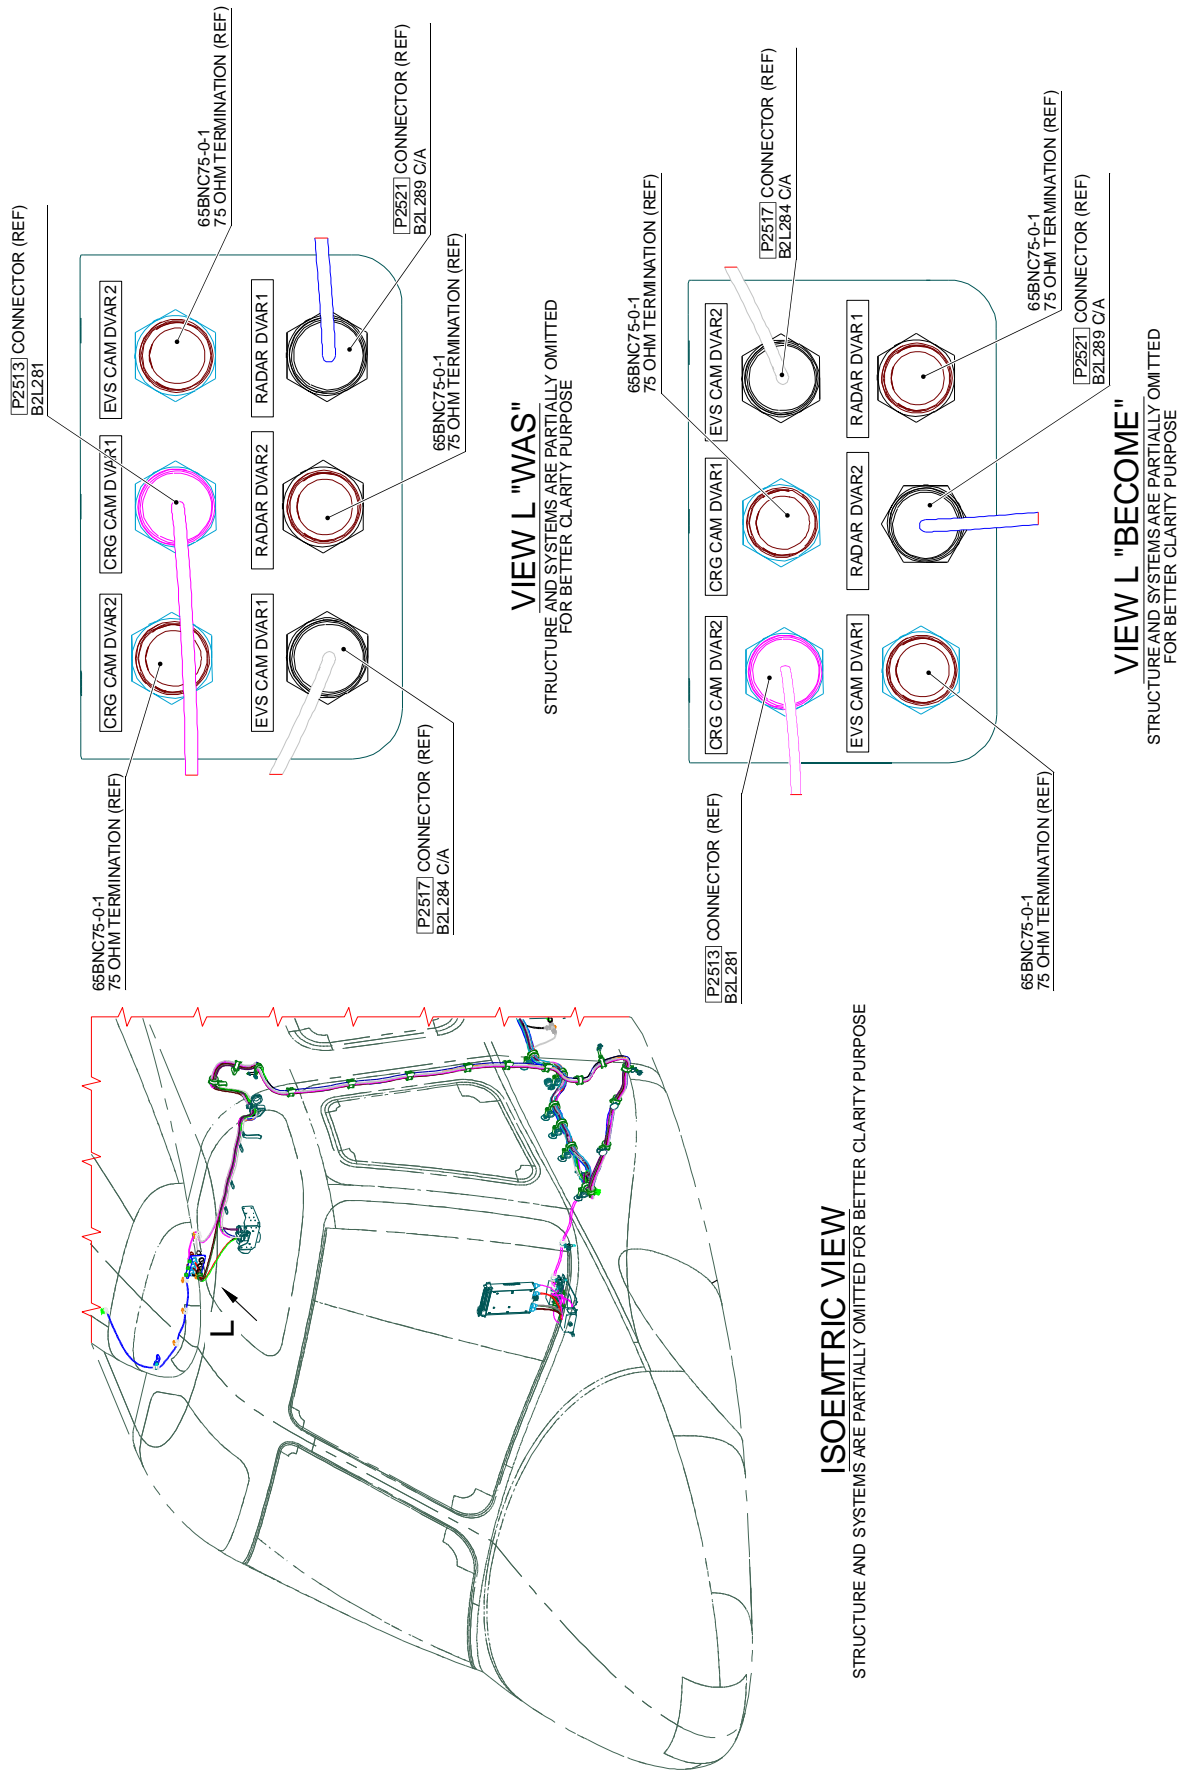 65BNC75-0-1
75 OHM TERMINATION (REF)
P2513 CONNECTOR (REF)
B2L281
65BNC75-0-1
75 OHM TERMINATION (REF)
CRG CAM DVAR2
CRG CAM DVAR1
EVS CAM DVAR2
EVS CAM DVAR1
RADAR DVAR2
RADAR DVAR1
P2517 CONNECTOR (REF)
B2L284 C/A
65BNC75-0-1
75 OHM TERMINATION (REF)
P2521 CONNECTOR (REF)
B2L289 C/A
VIEW L "WAS"
STRUCTURE AND SYSTEMS ARE PARTIALLY OMITTED
FOR BETTER CLARITY PURPOSE
L
ISOEMTRIC VIEW
STRUCTURE AND SYSTEMS ARE PARTIALLY OMITTED FOR BETTER CLARITY PURPOSE
P2513 CONNECTOR (REF)
B2L281
65BNC75-0-1
75 OHM TERMINATION (REF)
P2517 CONNECTOR (REF)
B2L284 C/A
CRG CAM DVAR2
CRG CAM DVAR1
EVS CAM DVAR2
EVS CAM DVAR1
RADAR DVAR2
RADAR DVAR1
65BNC75-0-1
75 OHM TERMINATION (REF)
P2521 CONNECTOR (REF)
B2L289 C/A
65BNC75-0-1
75 OHM TERMINATION (REF)
VIEW L "BECOME"
STRUCTURE AND SYSTEMS ARE PARTIALLY OMITTED
FOR BETTER CLARITY PURPOSE